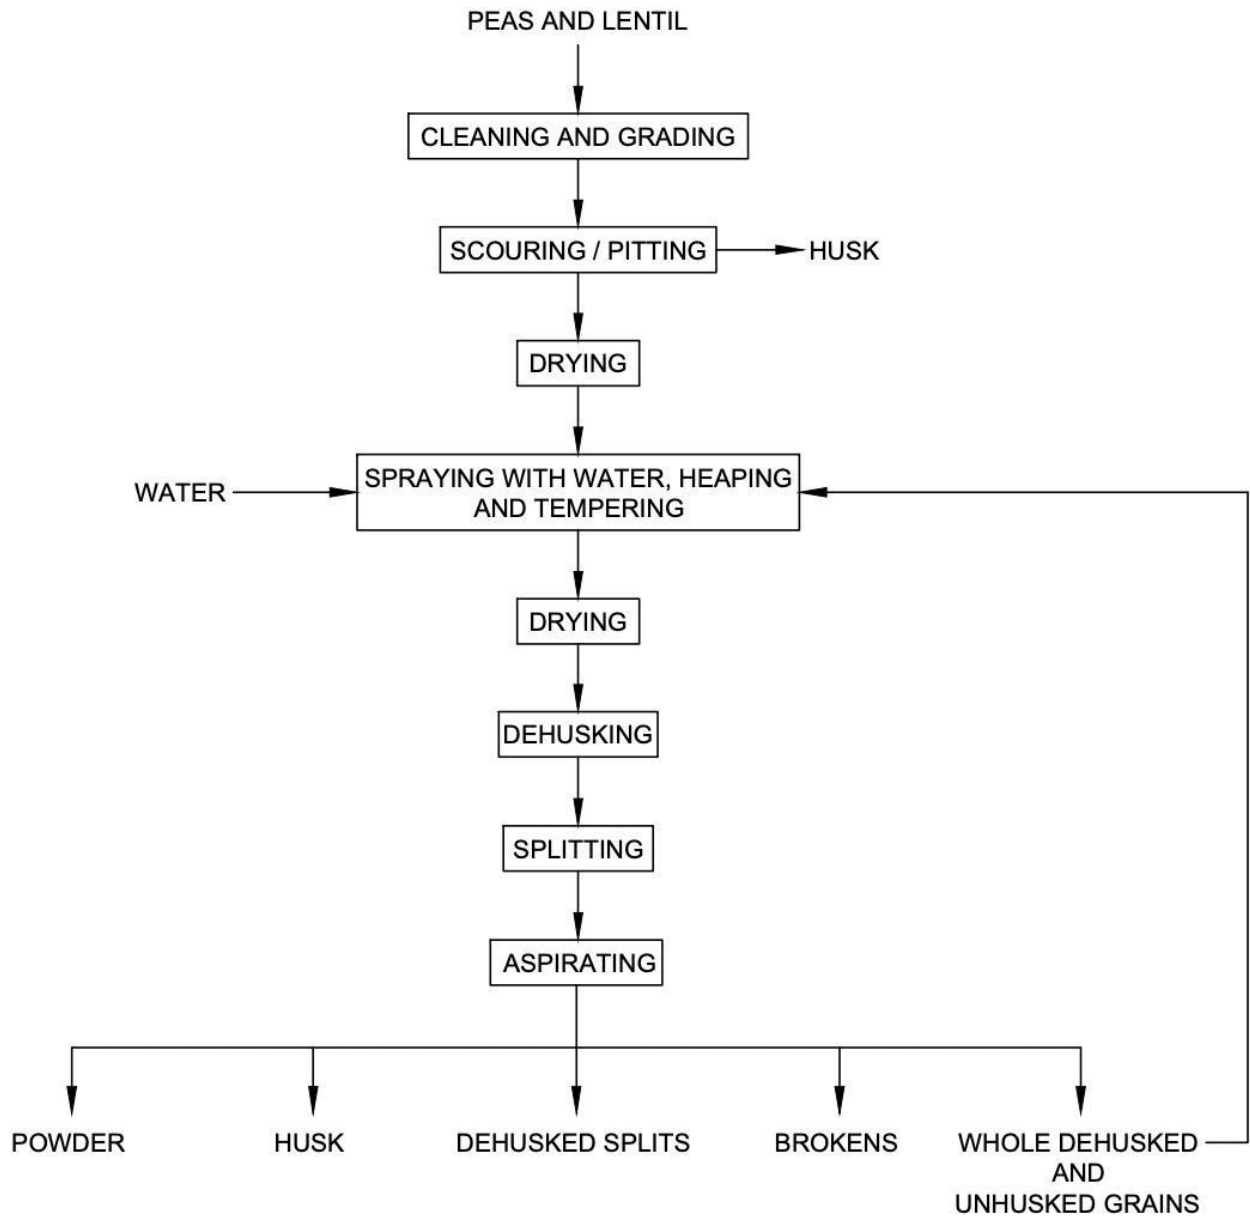 PEAS AND LENTIL
CLEANING AND GRADING
SCOURING / PITTING
HUSK
DRYING
WATER
SPRAYING WITH WATER, HEAPING
AND TEMPERING
DRYING
DEHUSKING
SPLITTING
ASPIRATING
POWDER
HUSK
DEHUSKED SPLITS
BROKENS
WHOLE DEHUSKED
AND
UNHUSKED GRAINS